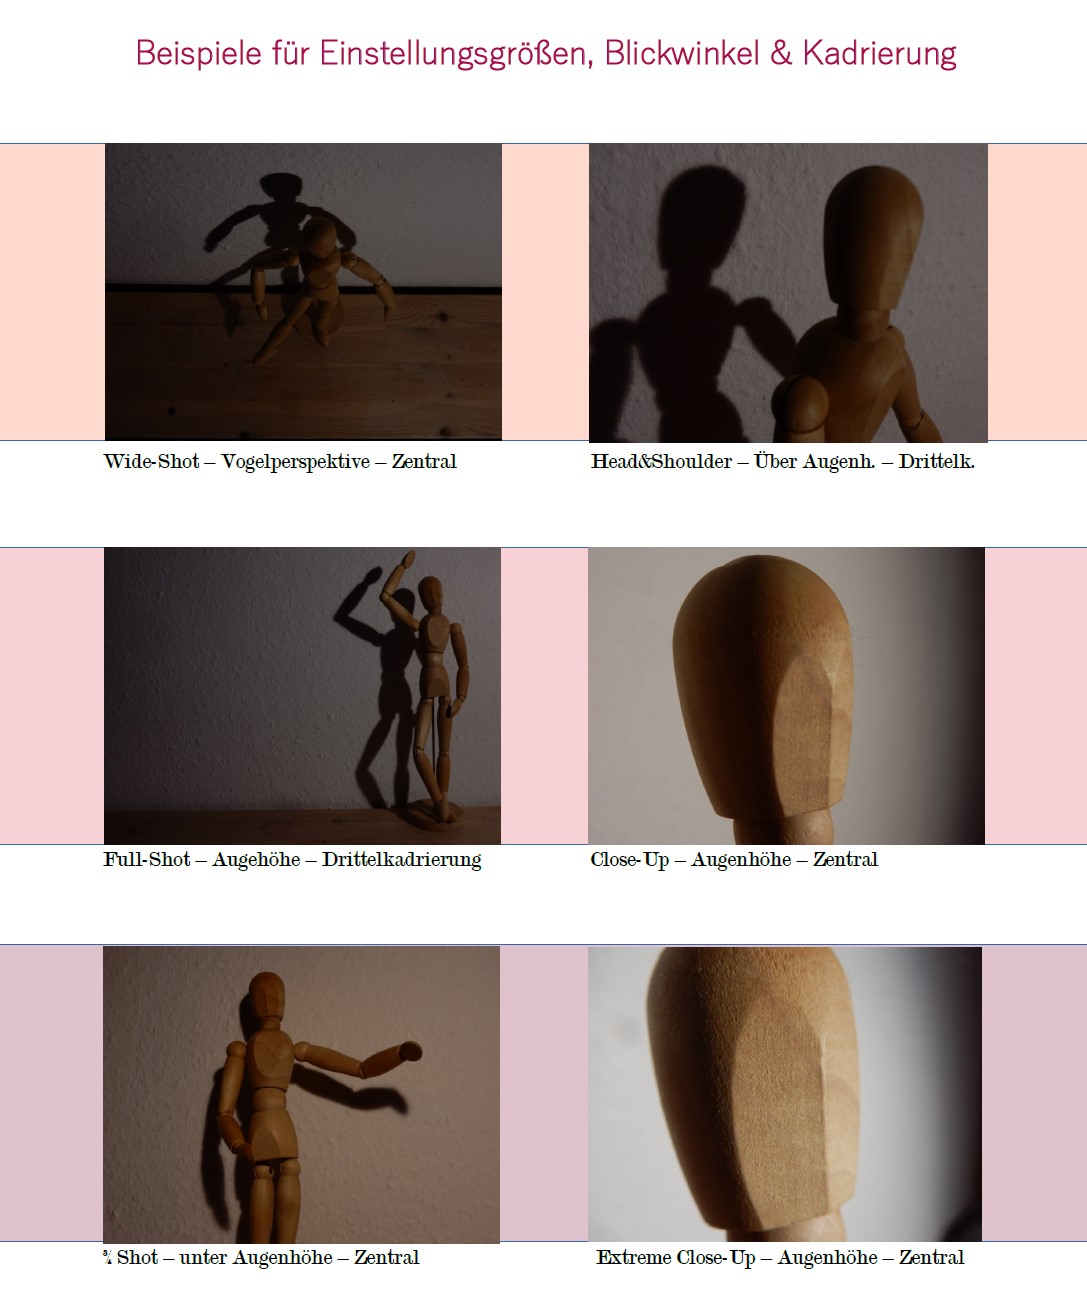 Beispiele für Einstellungsgrößen, Blickwinkel & Kadrierung
Wide-Shot – Vogelperspektive – Zentral
Head&Shoulder – Über Augenh. – Drittelk.
Full-Shot – Augehöhe – Drittelkadrierung
Close-Up – Augenhöhe – Zentral
¾ Shot – unter Augenhöhe – Zentral
Extreme Close-Up – Augenhöhe – Zentral